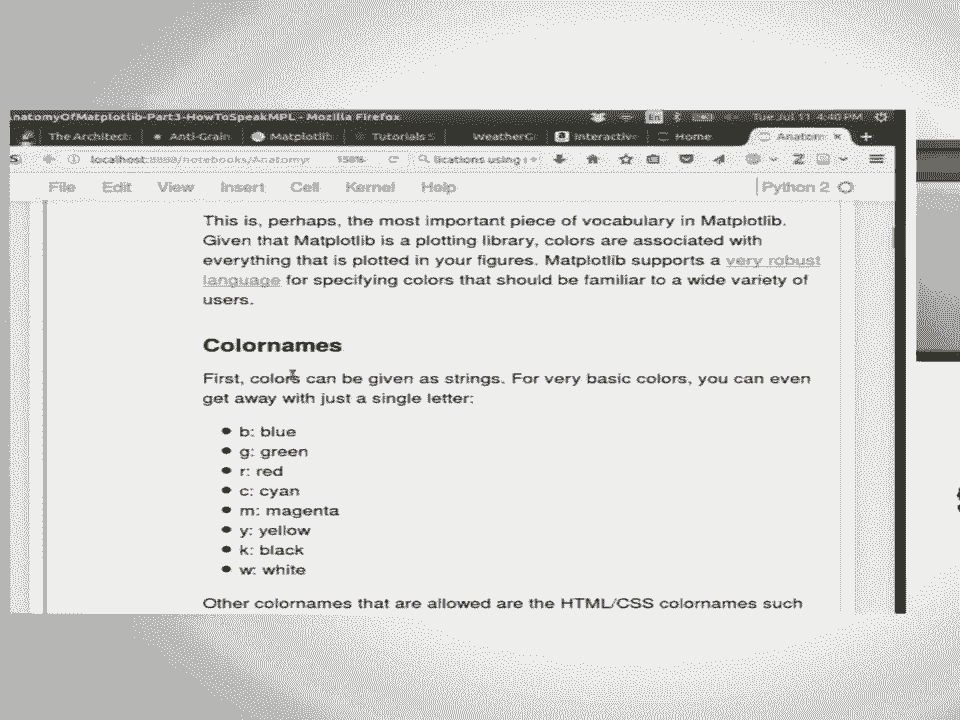 AnatomyOfMatplotlib-Part3-HowToSpeakMPL - Mozilla Firefox
En
Tue Jul 11 4:40 PM
The Architect:
Anti-Grain
Matplotlib:
Tutorials S
WeatherG
Interactive
Home
Anatom
localhost:8888/notebooks/Anatomy
150%
lications using
File Edit View Insert Cell Kernel Help
Python 2
This is, perhaps, the most important piece of vocabulary in Matplotlib.
Given that Matplotlib is a plotting library, colors are associated with
everything that is plotted in your figures. Matplotlib supports a very robust
language for specifying colors that should be familiar to a wide variety of
users.
Colornames
First, colors can be given as strings. For very basic colors, you can even
get away with just a single letter:
b: blue
g: green
r: red
c: cyan
m: magenta
y: yellow
k: black
w: white
Other colornames that are allowed are the HTML/CSS colornames such